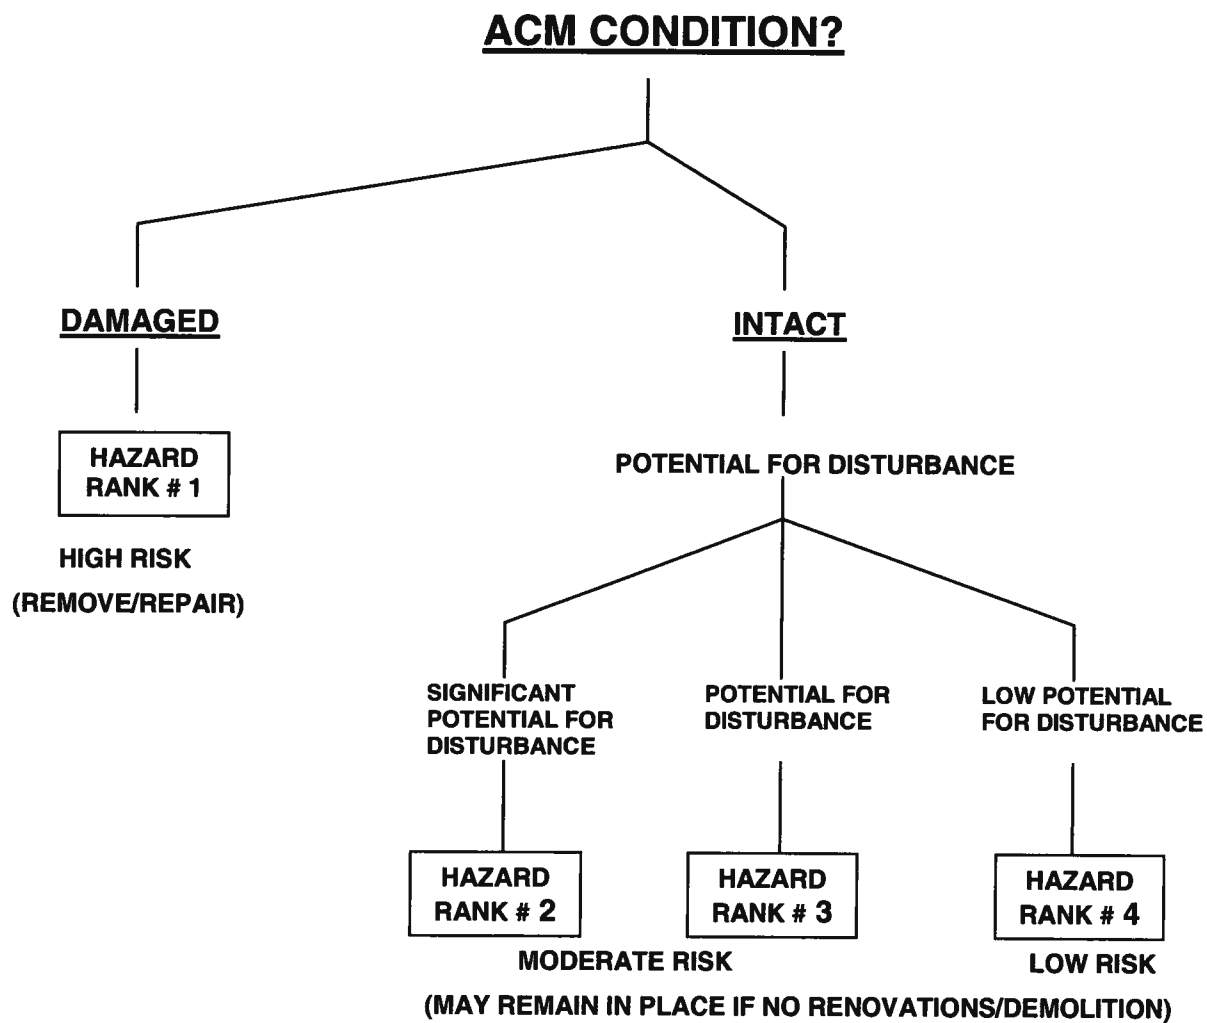 ACM CONDITION?
DAMAGED
INTACT
HAZARD
RANK # 1
POTENTIAL FOR DISTURBANCE
HIGH RISK
(REMOVE/REPAIR)
SIGNIFICANT
POTENTIAL FOR
DISTURBANCE
POTENTIAL FOR
DISTURBANCE
LOW POTENTIAL
FOR DISTURBANCE
HAZARD
RANK # 2
HAZARD
RANK # 3
HAZARD
RANK # 4
MODERATE RISK
LOW RISK
(MAY REMAIN IN PLACE IF NO RENOVATIONS/DEMOLITION)